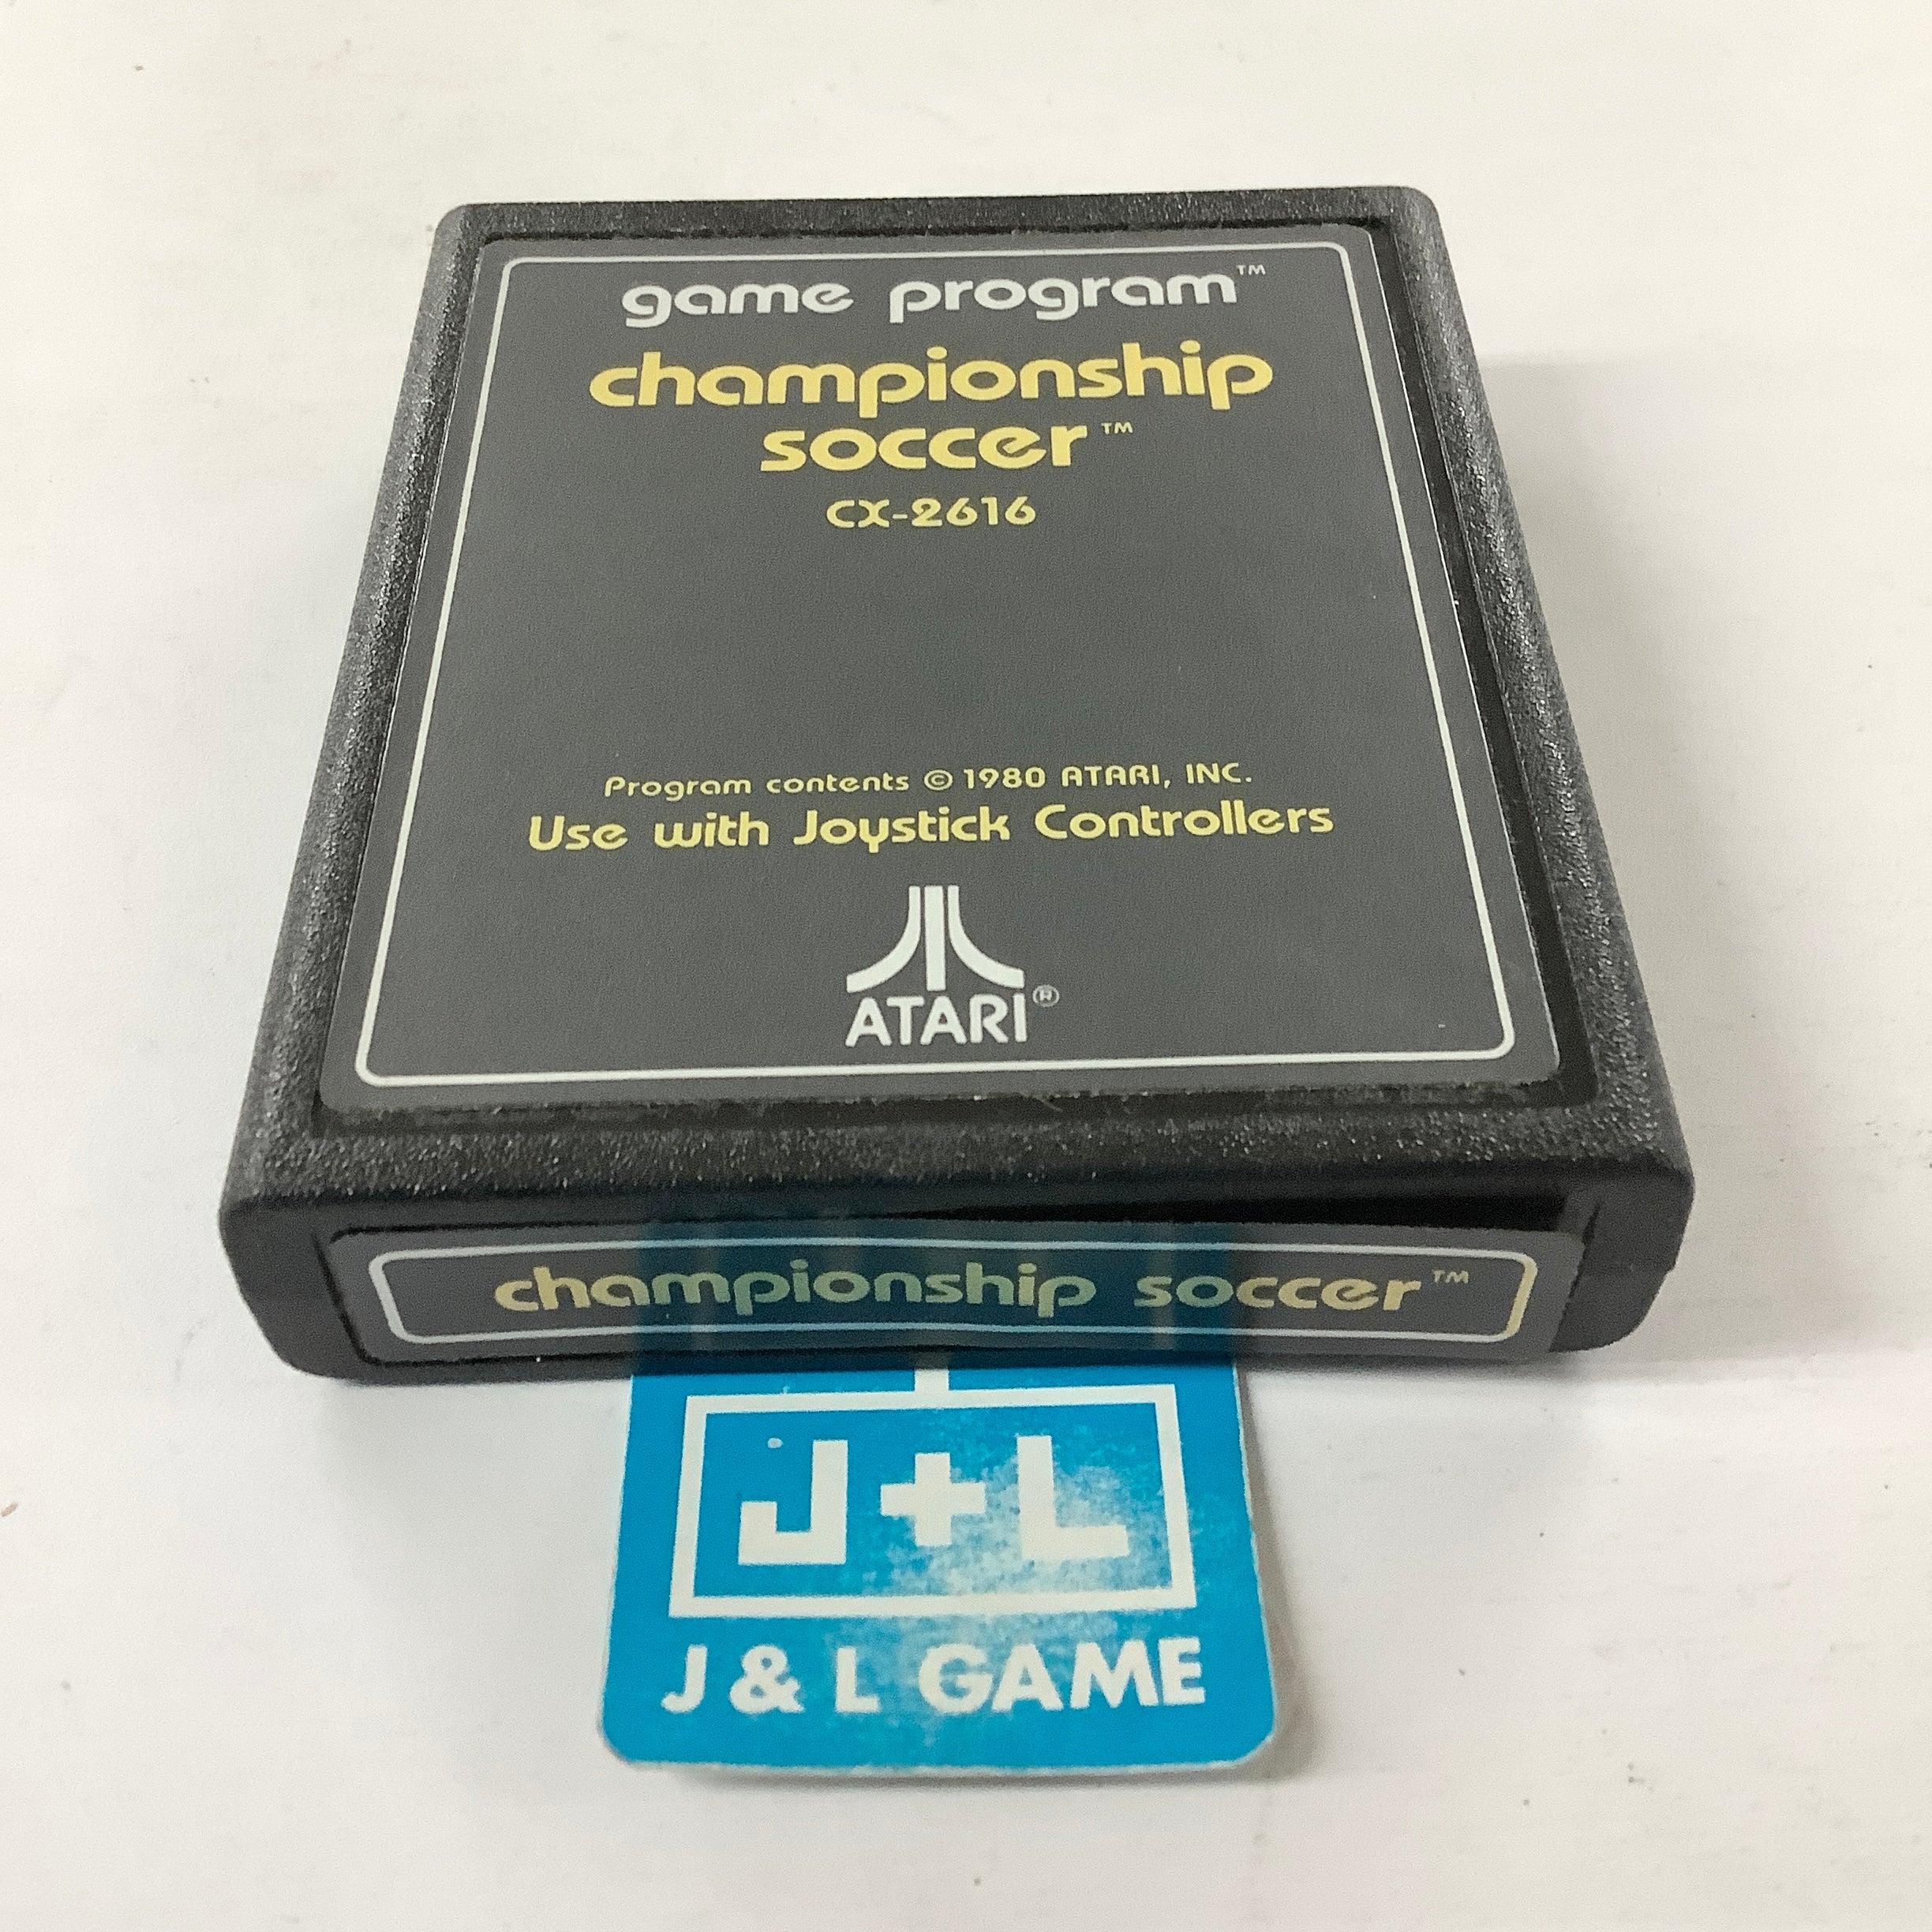 game program™
championship
soccer™
CX-2616
Program contents © 1980 ATARI, INC.
Use with Joystick Controllers
ATARI®
championship soccer™
J+L
J & L GAME